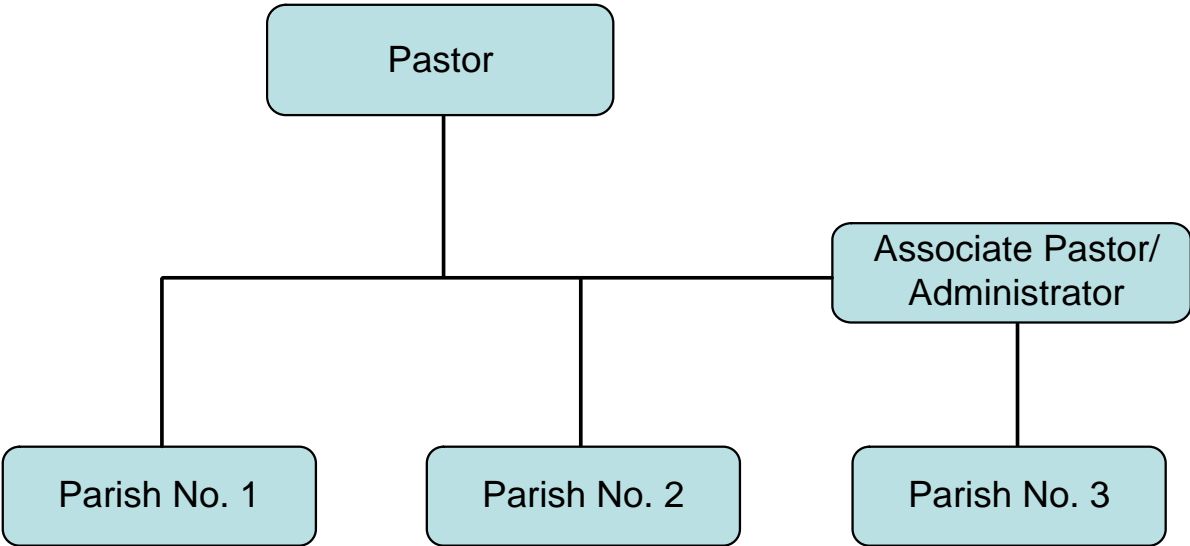 Pastor
Associate Pastor/
Administrator
Parish No. 1
Parish No. 2
Parish No. 3